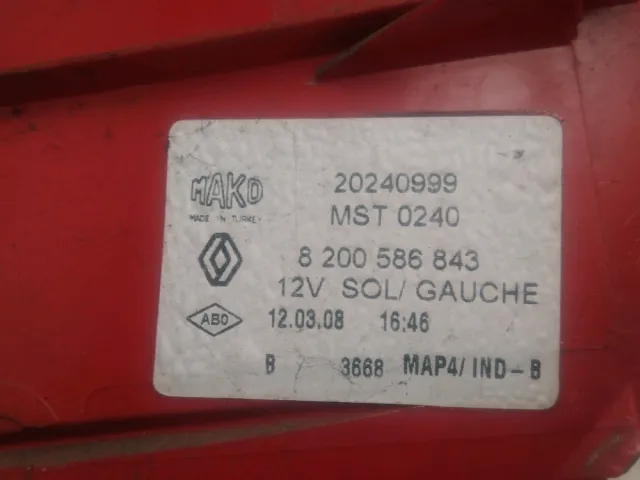 MAKO 20240999
MADE IN TURKEY MST 0240
8 200 586 843
12V SOL/ GAUCHE
ABO 12.03.08 16:46
B 3668 MAP4/ IND-B